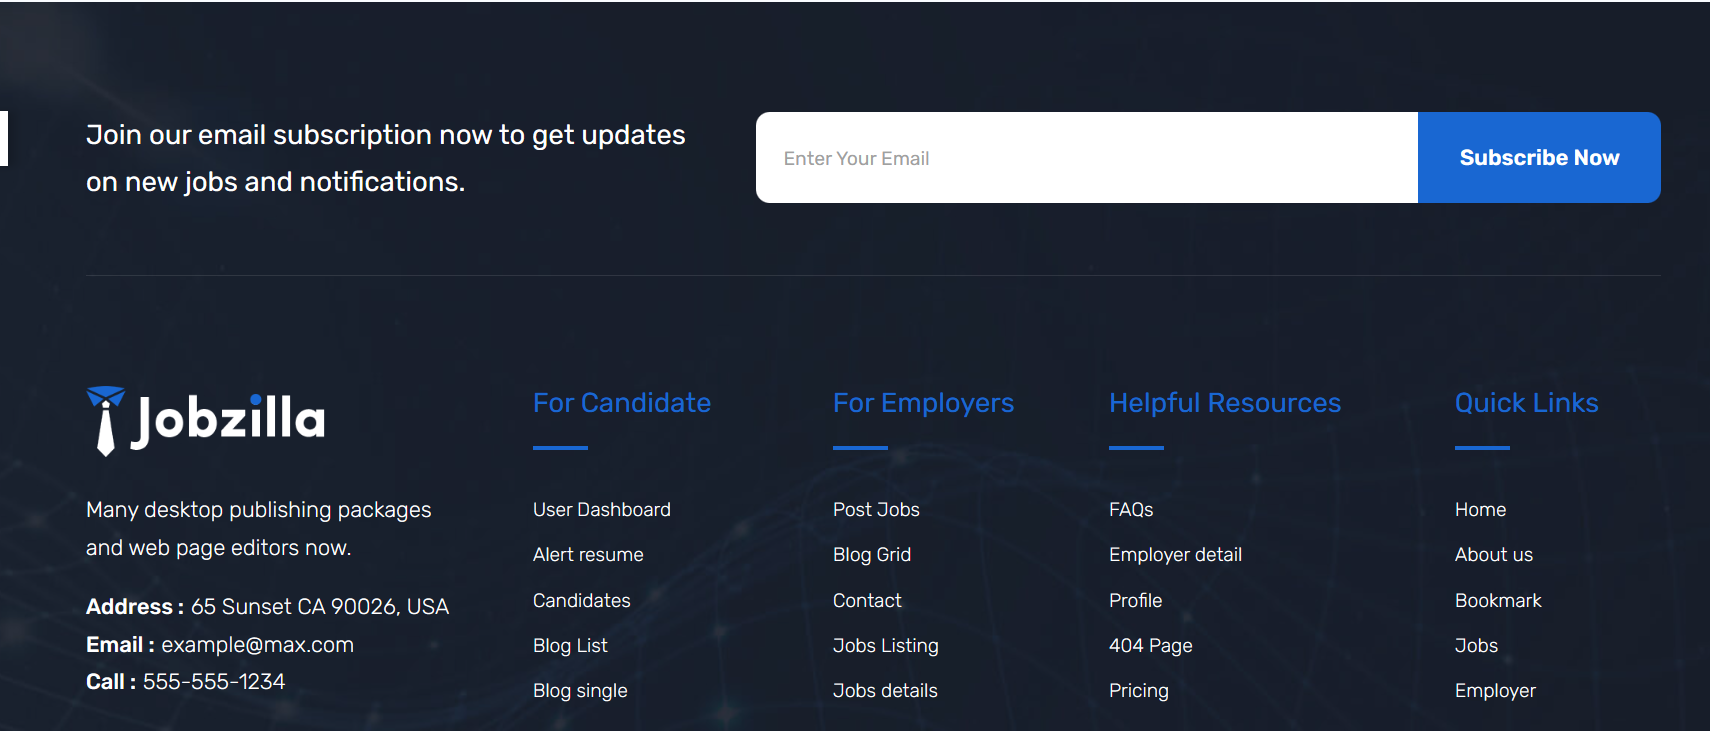 Join our email subscription now to get updates
on new jobs and notifications.
Enter Your Email
Subscribe Now
Jobzilla
Many desktop publishing packages
and web page editors now.
Address : 65 Sunset CA 90026, USA
Email : example@max.com
Call : 555-555-1234
For Candidate
User Dashboard
Alert resume
Candidates
Blog List
Blog single
For Employers
Post Jobs
Blog Grid
Contact
Jobs Listing
Jobs details
Helpful Resources
FAQs
Employer detail
Profile
404 Page
Pricing
Quick Links
Home
About us
Bookmark
Jobs
Employer